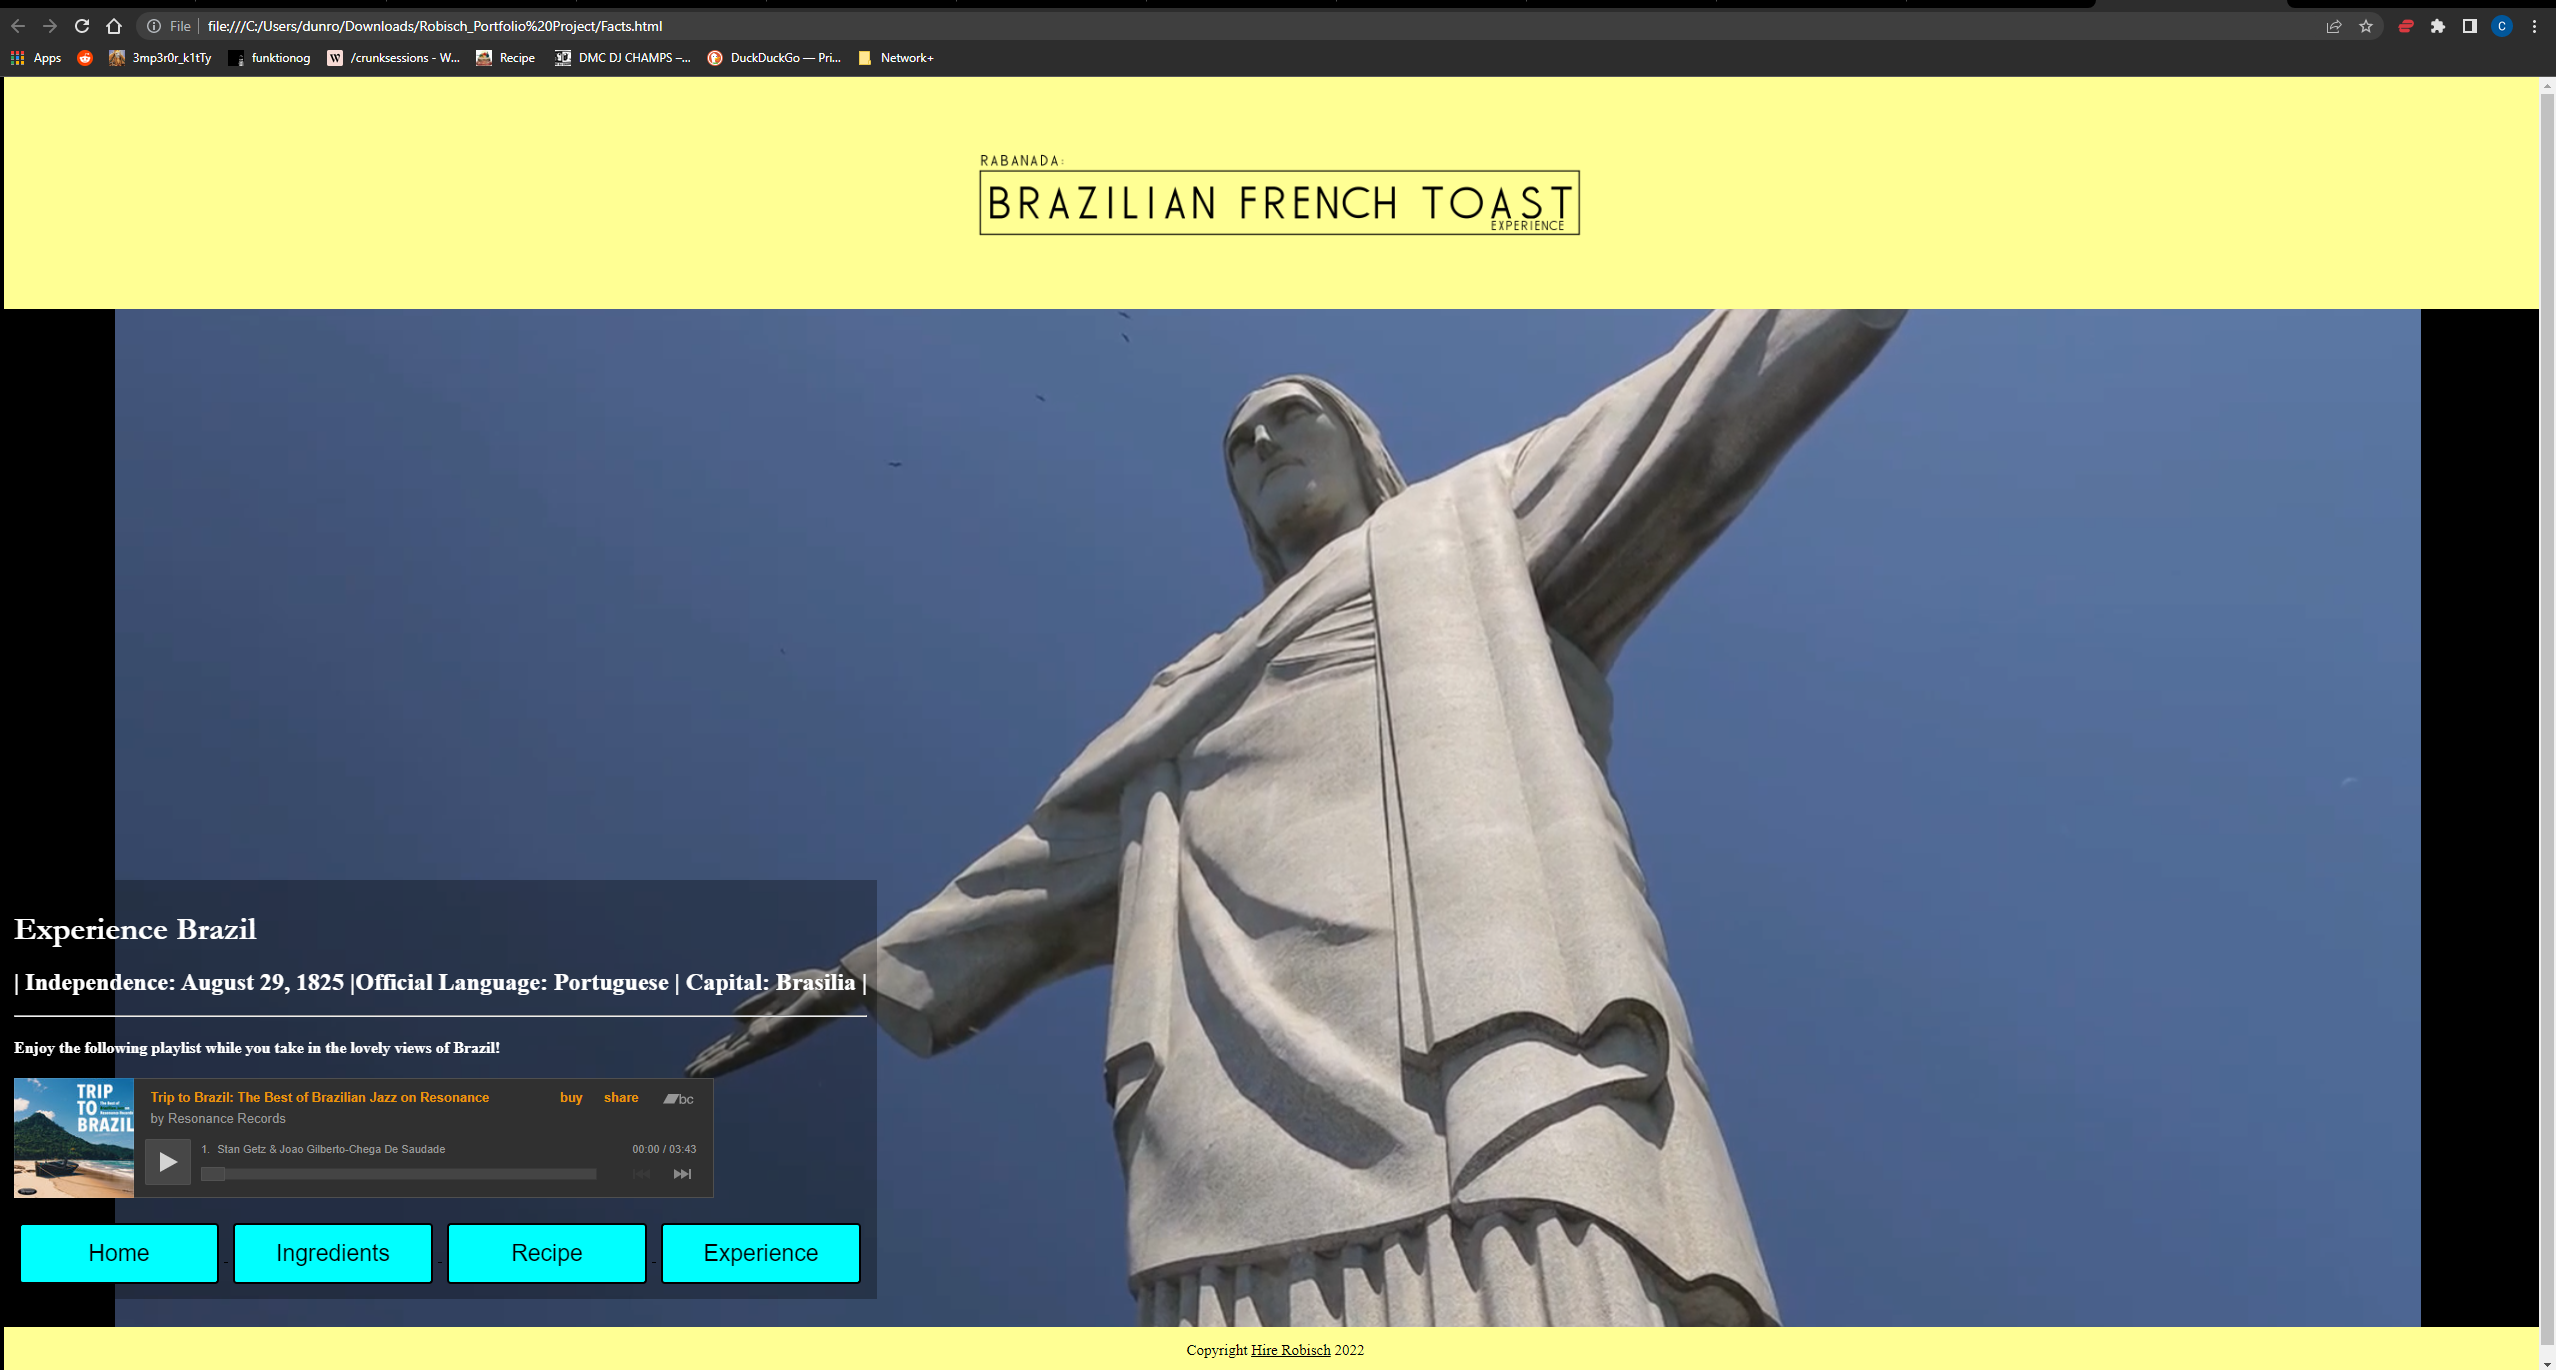 File | file:///C:/Users/dunro/Downloads/Robisch_Portfolio%20Project/Facts.html
C
Apps 3mp3r0r_k1tTy funktionog W /crunksessions - W... Recipe DMC DJ CHAMPS –... DuckDuckGo — Pri... Network+
RABANADA:
BRAZILIAN FRENCH TOAST
EXPERIENCE
Experience Brazil
| Independence: August 29, 1825 |Official Language: Portuguese | Capital: Brasilia |
Enjoy the following playlist while you take in the lovely views of Brazil!
TRIP
TO
BRAZIL
Trip to Brazil: The Best of Brazilian Jazz on Resonance buy share bc
by Resonance Records
1. Stan Getz & Joao Gilberto-Chega De Saudade 00:00 / 03:43
Home Ingredients Recipe Experience
Copyright Hire Robisch 2022